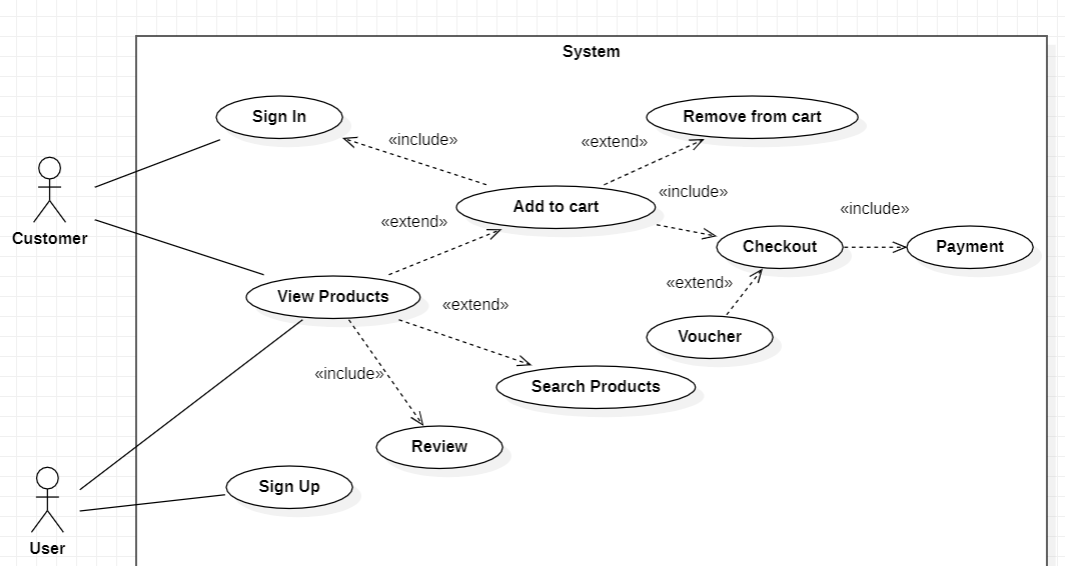 System
Sign In
Remove from cart
«include»
«extend»
Customer
Add to cart
«include»
«extend»
Checkout
«include»
Payment
View Products
«extend»
«extend»
Voucher
«include»
Search Products
Review
Sign Up
User